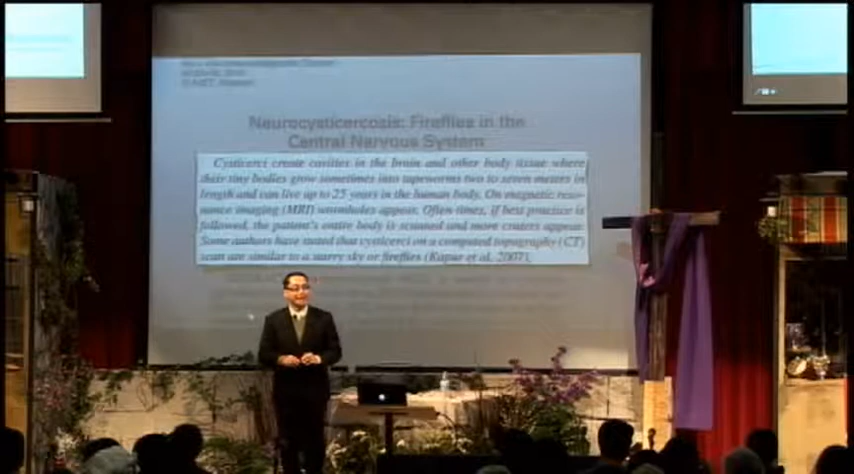 Neurocysticercosis: Fireflies in the
Central Nervous System
Cysticerci create cavities in the brain and other body tissue where
their tiny bodies grow sometimes into tapeworms two to seven meters in
length and can live up to 25 years in the human body. On magnetic reso-
nance imaging (MRI) wormholes appear. Often times, if best practice is
followed, the patient's entire body is scanned and more craters appear.
Some authors have stated that cysticerci on a computed topography (CT)
scan are similar to a starry sky or fireflies (Kapur et al., 2007).